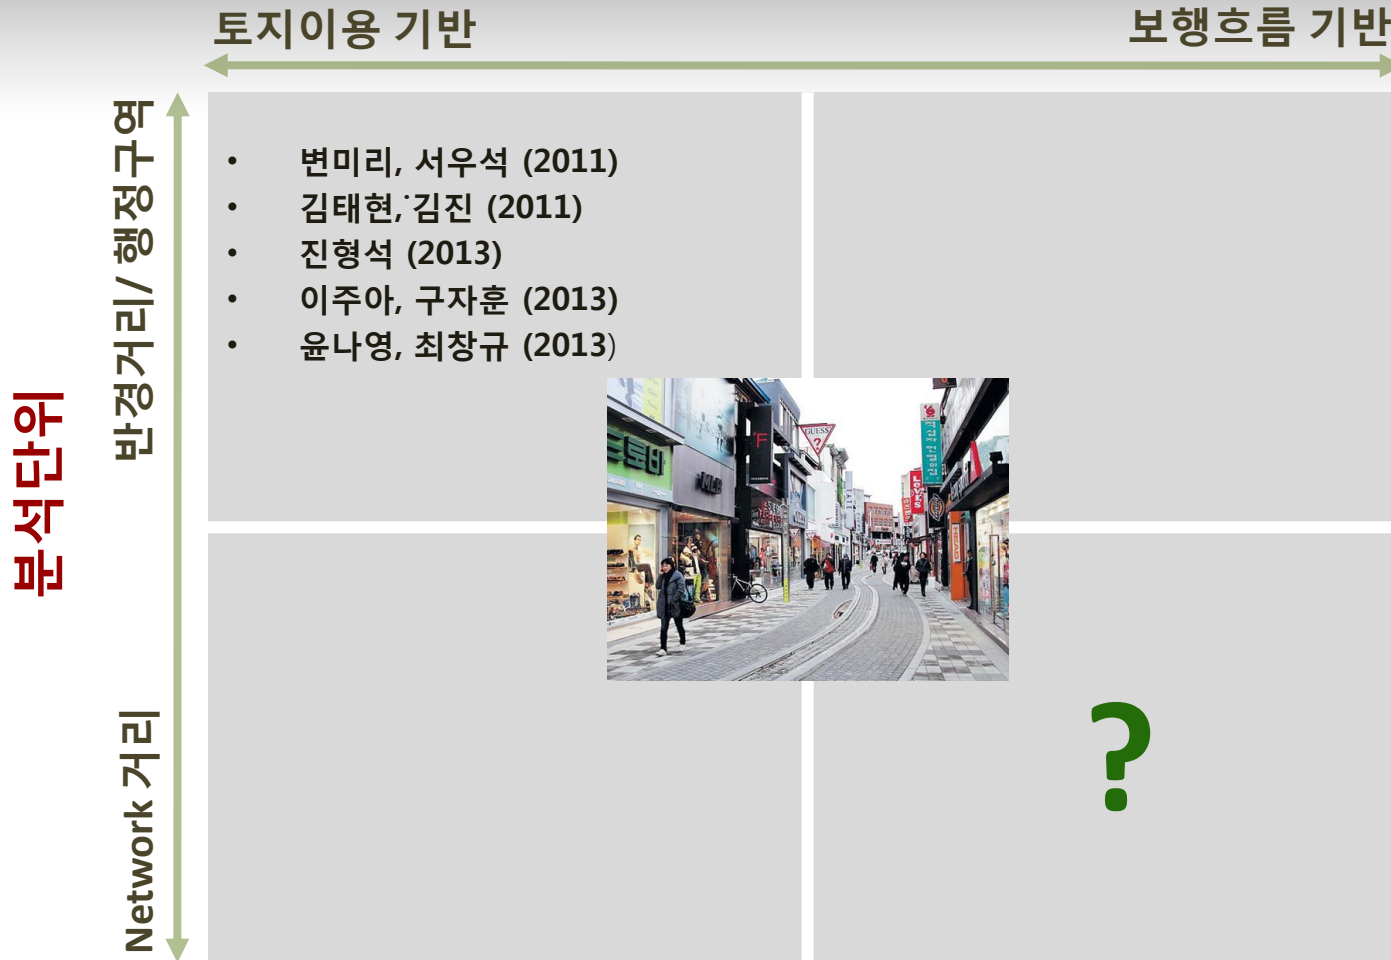 토지이용 기반
보행흐름 기반
분석단위
반경거리/ 행정구역
Network 거리
• 변미리, 서우석 (2011)
• 김태현, 김진 (2011)
• 진형석 (2013)
• 이주아, 구자훈 (2013)
• 윤나영, 최창규 (2013)
GUESS
?
MLB
F
LEVI'S
?